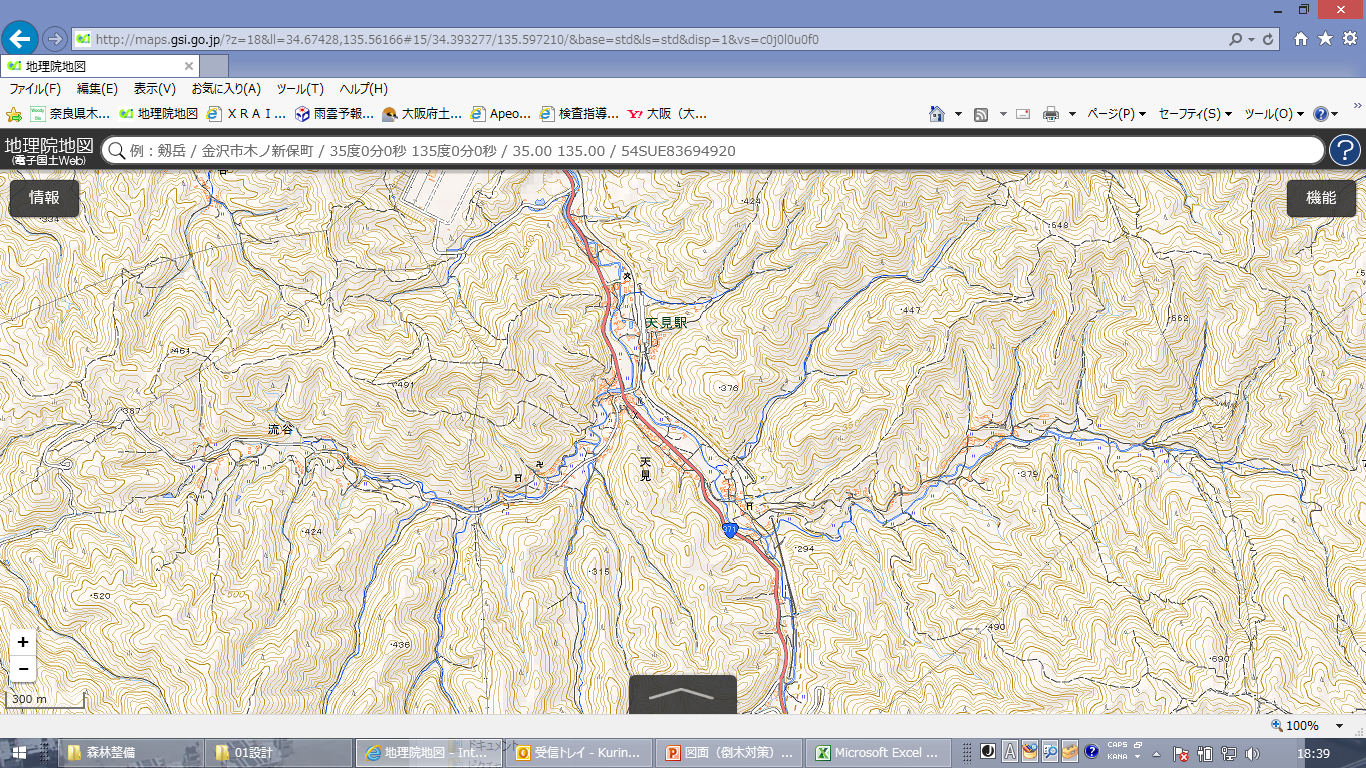 http://maps.gsi.go.jp/?z=18&ll=34.67428,135.56166#15/34.393277/135.597210/&base=std&ls=std&disp=1&vs=c0j0l0u0f0
地理院地図
ファイル(F) 編集(E) 表示(V) お気に入り(A) ツール(T) ヘルプ(H)
奈良県木... 地理院地図 ＸＲＡＩ... 雨雲予報... 大阪府土... Apeo... 検査指導... 大阪（大... ページ(P) セーフティ(S) ツール(O)
地理院地図
(電子国土Web)
例：剱岳 / 金沢市木ノ新保町 / 35度0分0秒 135度0分0秒 / 35.00 135.00 / 54SUE83694920
情報
機能
334
424
548
447
552
天見駅
461
491
376
387
流谷
天見
379
424
371
294
315
520
500
490
436
690
+
−
300 m
100%
森林整備 01設計 地理院地図 - Int... 受信トレイ - Kurin... 図面（倒木対策）... Microsoft Excel ... A CAPS KANA 18:39